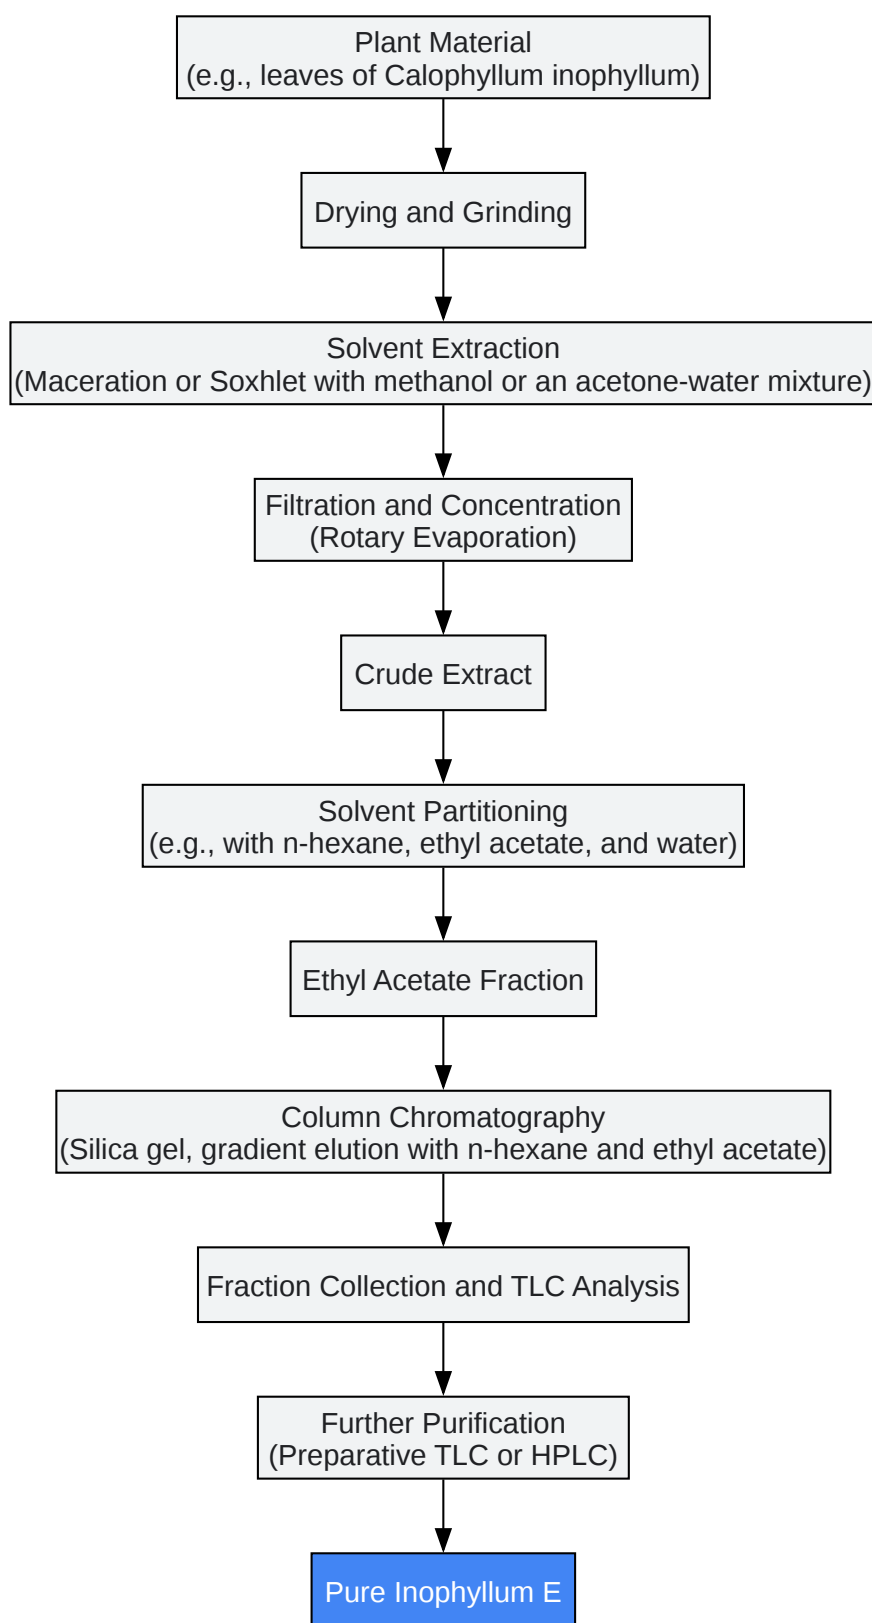 Plant Material
(e.g., leaves of Calophyllum inophyllum)
Drying and Grinding
Solvent Extraction
(Maceration or Soxhlet with methanol or an acetone-water mixture)
Filtration and Concentration
(Rotary Evaporation)
Crude Extract
Solvent Partitioning
(e.g., with n-hexane, ethyl acetate, and water)
Ethyl Acetate Fraction
Column Chromatography
(Silica gel, gradient elution with n-hexane and ethyl acetate)
Fraction Collection and TLC Analysis
Further Purification
(Preparative TLC or HPLC)
Pure Inophyllum E